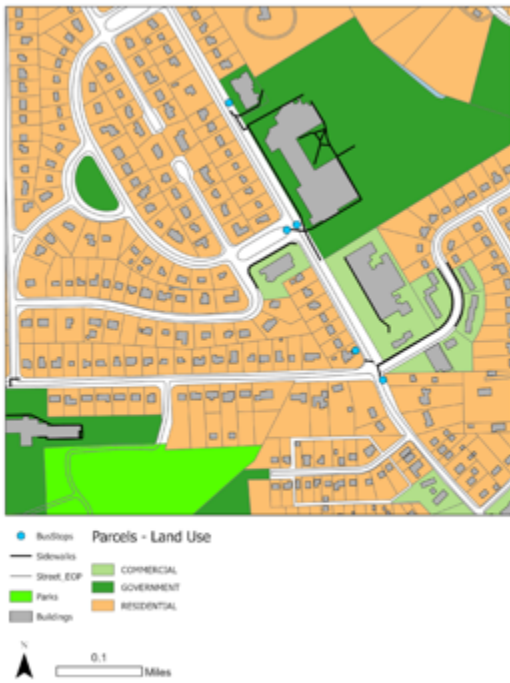 BusStops
Sidewalks
Street_EOP
Parks
Buildings
Parcels - Land Use
COMMERCIAL
GOVERNMENT
RESIDENTIAL
N
0.1
Miles